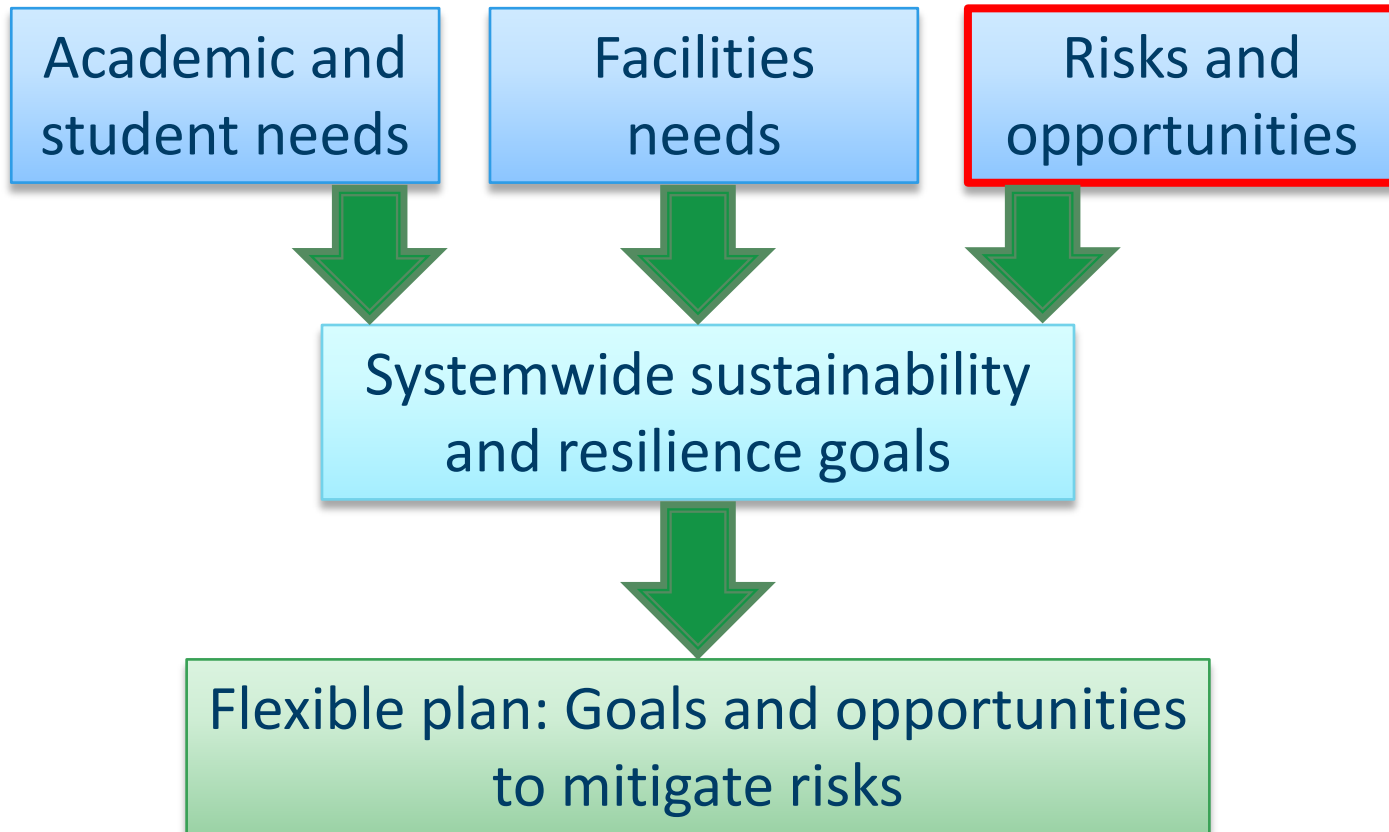 Academic and
student needs
Facilities
needs
Risks and
opportunities
Systemwide sustainability
and resilience goals
Flexible plan: Goals and opportunities
to mitigate risks